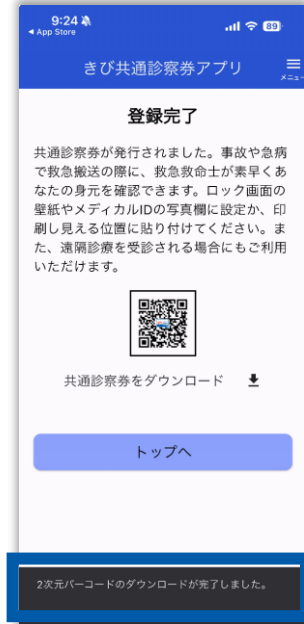 9:24
89
◀ App Store
きび共通診察券アプリ
メニュー
登録完了
共通診察券が発行されました。事故や急病
で救急搬送の際に、救急救命士が素早くあ
なたの身元を確認できます。ロック画面の
壁紙やメディカルIDの写真欄に設定か、印
刷し見える位置に貼り付けてください。ま
た、遠隔診療を受診される場合にもご利用
いただけます。
共通診察券をダウンロード
トップへ
2次元バーコードのダウンロードが完了しました。